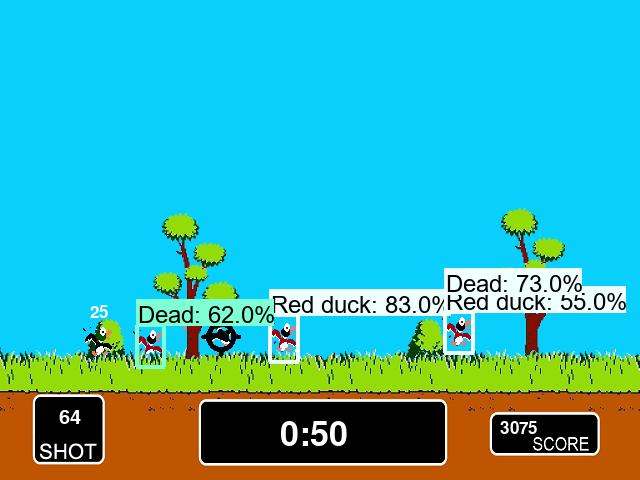 Dead: 73.0%
Red duck: 83.0%
Red duck: 55.0%
Dead: 62.0%
25
64
SHOT
0:50
3075
SCORE